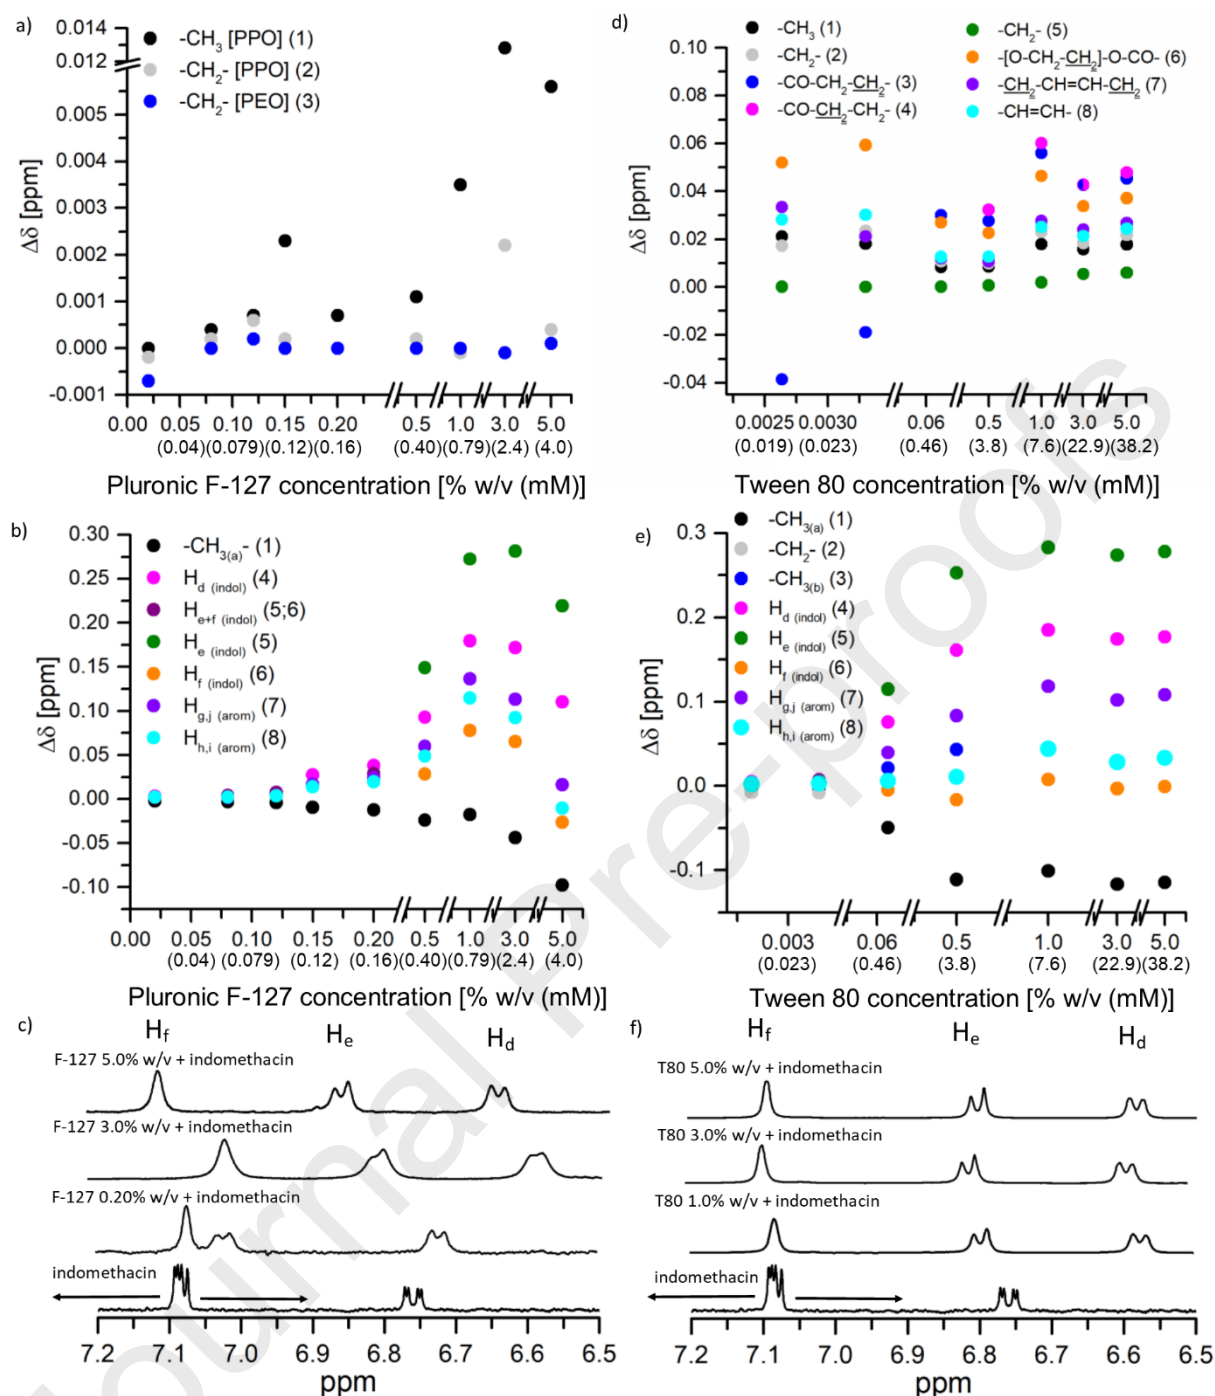 a)
0.014
0.012
0.005
0.004
0.003
0.002
0.001
0.000
-0.001
Δδ [ppm]
-CH3 [PPO] (1)
-CH2- [PPO] (2)
-CH2- [PEO] (3)
0.00 0.05 0.10 0.15 0.20 0.5 1.0 3.0 5.0
(0.04) (0.079) (0.12) (0.16) (0.40) (0.79) (2.4) (4.0)
Pluronic F-127 concentration [% w/v (mM)]
d)
-CH3 (1)
-CH2- (2)
-CO-CH2-CH2- (3)
-CO-CH2-CH2- (4)
-CH2- (5)
-[O-CH2-CH2]-O-CO- (6)
-CH2-CH=CH-CH2 (7)
-CH=CH- (8)
0.10
0.08
0.06
0.04
0.02
0.00
-0.02
-0.04
Δδ [ppm]
0.0025 0.0030 0.06 0.5 1.0 3.0 5.0
(0.019) (0.023) (0.46) (3.8) (7.6) (22.9) (38.2)
Tween 80 concentration [% w/v (mM)]
b)
0.30
0.25
0.20
0.15
0.10
0.05
0.00
-0.05
-0.10
Δδ [ppm]
-CH3(a)- (1)
Hd (indol) (4)
He+f (indol) (5;6)
He (indol) (5)
Hf (indol) (6)
Hg,j (arom) (7)
Hh,i (arom) (8)
0.00 0.05 0.10 0.15 0.20 0.5 1.0 3.0 5.0
(0.04) (0.079) (0.12) (0.16) (0.40) (0.79) (2.4) (4.0)
Pluronic F-127 concentration [% w/v (mM)]
e)
0.3
0.2
0.1
0.0
-0.1
Δδ [ppm]
-CH3(a) (1)
-CH2- (2)
-CH3(b) (3)
Hd (indol) (4)
He (indol) (5)
Hf (indol) (6)
Hg,j (arom) (7)
Hh,i (arom) (8)
0.003 0.06 0.5 1.0 3.0 5.0
(0.023) (0.46) (3.8) (7.6) (22.9) (38.2)
Tween 80 concentration [% w/v (mM)]
c)
Hf He Hd
F-127 5.0% w/v + indomethacin
F-127 3.0% w/v + indomethacin
F-127 0.20% w/v + indomethacin
indomethacin
7.2 7.1 7.0 6.9 6.8 6.7 6.6 6.5
ppm
f)
Hf He Hd
T80 5.0% w/v + indomethacin
T80 3.0% w/v + indomethacin
T80 1.0% w/v + indomethacin
indomethacin
7.2 7.1 7.0 6.9 6.8 6.7 6.6 6.5
ppm
Journal Pre-proofs